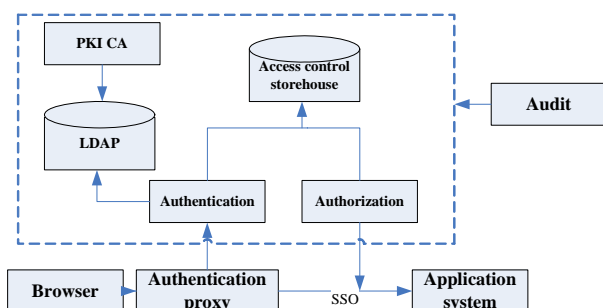 PKI CA
Access control
storehouse
Audit
LDAP
Authentication
Authorization
Browser
Authentication
proxy
SSO
Application
system